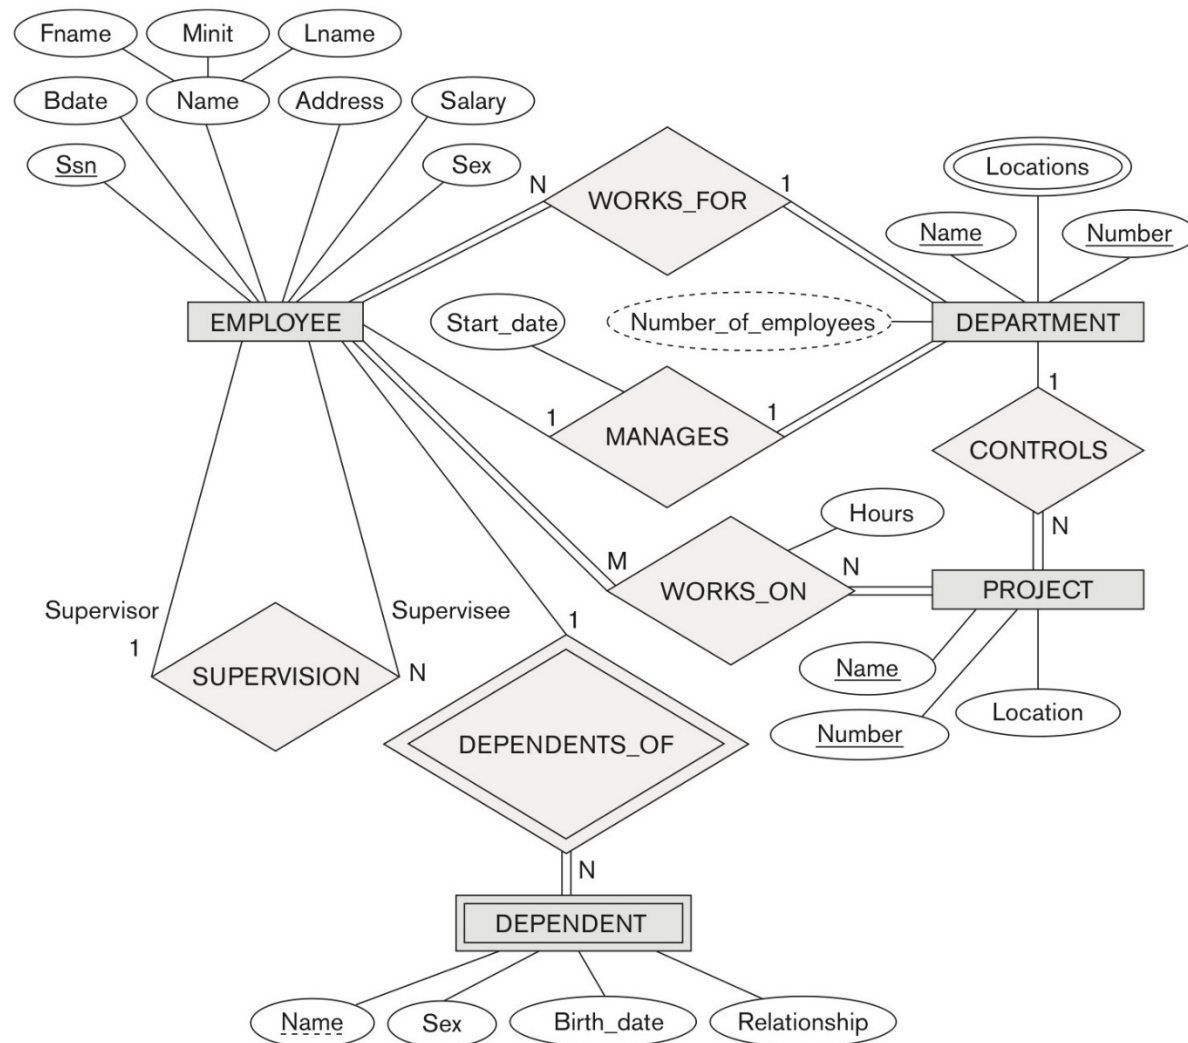 Fname
Minit
Lname
Bdate
Name
Address
Salary
Ssn
Sex
N
WORKS_FOR
1
Locations
Name
Number
EMPLOYEE
Start_date
Number_of_employees
DEPARTMENT
1
MANAGES
1
1
CONTROLS
N
Hours
M
WORKS_ON
N
PROJECT
Supervisor
1
SUPERVISION
Supervisee
N
1
Name
Number
Location
DEPENDENTS_OF
N
DEPENDENT
Name
Sex
Birth_date
Relationship